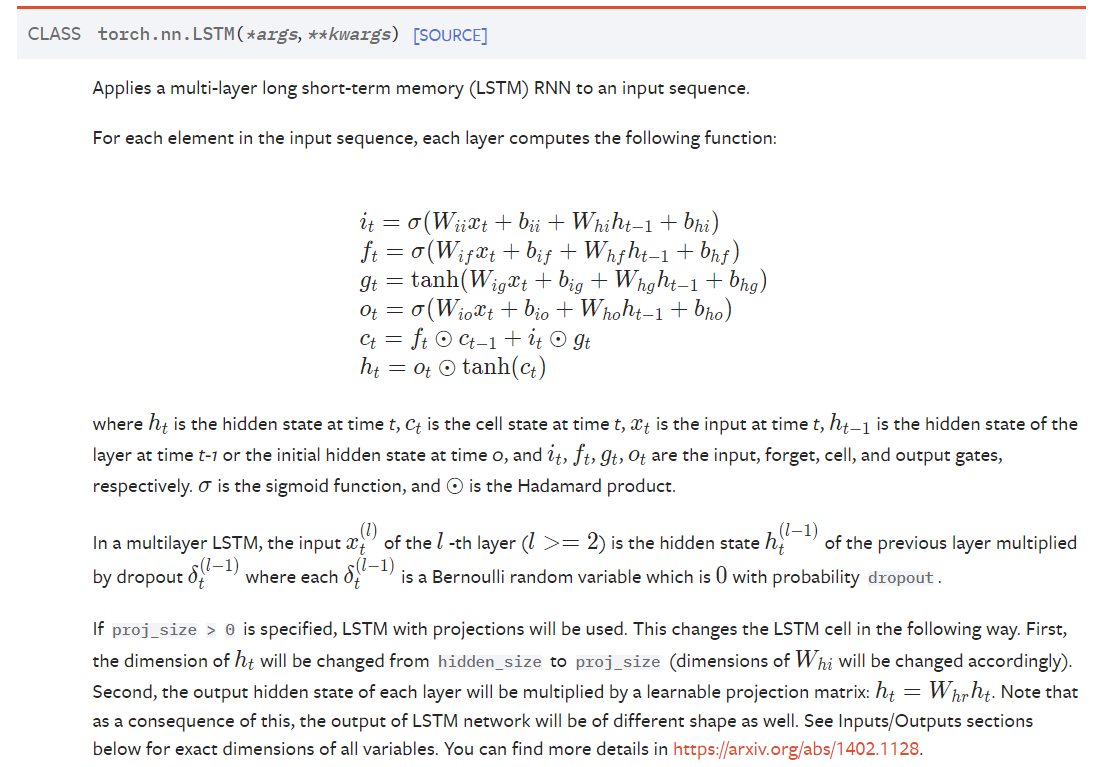 CLASS torch.nn.LSTM(*args, **kwargs) [SOURCE]
Applies a multi-layer long short-term memory (LSTM) RNN to an input sequence.
For each element in the input sequence, each layer computes the following function:
i_t = σ(W_{ii} x_t + b_{ii} + W_{hi} h_{t−1} + b_{hi})
f_t = σ(W_{if} x_t + b_{if} + W_{hf} h_{t−1} + b_{hf})
g_t = tanh(W_{ig} x_t + b_{ig} + W_{hg} h_{t−1} + b_{hg})
o_t = σ(W_{io} x_t + b_{io} + W_{ho} h_{t−1} + b_{ho})
c_t = f_t ⊙ c_{t−1} + i_t ⊙ g_t
h_t = o_t ⊙ tanh(c_t)
where h_t is the hidden state at time t, c_t is the cell state at time t, x_t is the input at time t, h_{t−1} is the hidden state of the
layer at time t-1 or the initial hidden state at time 0, and i_t, f_t, g_t, o_t are the input, forget, cell, and output gates,
respectively. σ is the sigmoid function, and ⊙ is the Hadamard product.
In a multilayer LSTM, the input x_t^{(l)} of the l -th layer (l >= 2) is the hidden state h_t^{(l−1)} of the previous layer multiplied
by dropout δ_t^{(l−1)} where each δ_t^{(l−1)} is a Bernoulli random variable which is 0 with probability dropout.
If proj_size > 0 is specified, LSTM with projections will be used. This changes the LSTM cell in the following way. First,
the dimension of h_t will be changed from hidden_size to proj_size (dimensions of W_{hi} will be changed accordingly).
Second, the output hidden state of each layer will be multiplied by a learnable projection matrix: h_t = W_{hr} h_t. Note that
as a consequence of this, the output of LSTM network will be of different shape as well. See Inputs/Outputs sections
below for exact dimensions of all variables. You can find more details in https://arxiv.org/abs/1402.1128.